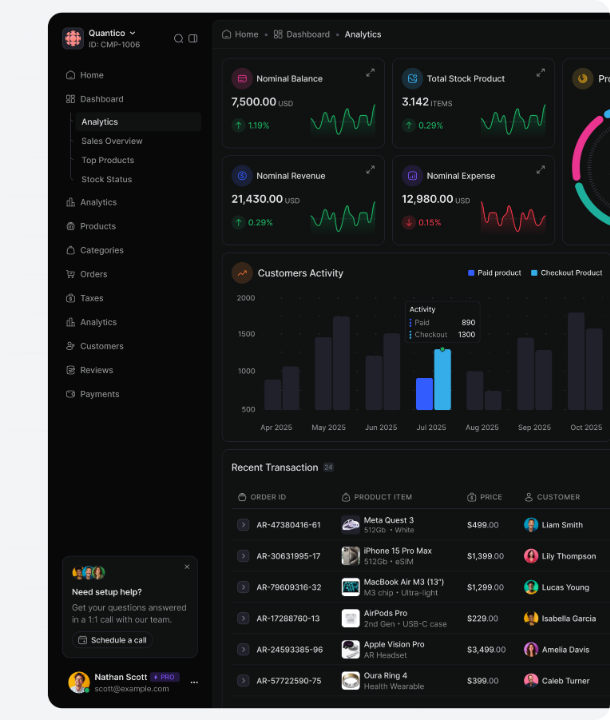 Quantico
ID: CMP-1006
Home
Dashboard
Analytics
Sales Overview
Top Products
Stock Status
Analytics
Products
Categories
Orders
Taxes
Analytics
Customers
Reviews
Payments
Need setup help?
Get your questions answered
in a 1:1 call with our team.
Schedule a call
Nathan Scott PRO
scott@example.com
Home • Dashboard • Analytics
Nominal Balance
7,500.00 USD
1.19%
Total Stock Product
3.142 ITEMS
0.29%
Pro
Nominal Revenue
21,430.00 USD
0.29%
Nominal Expense
12,980.00 USD
0.15%
Customers Activity
Paid product Checkout Product
2000
1500
1000
500
Activity
Paid 890
Checkout 1300
Apr 2025 May 2025 Jun 2025 Jul 2025 Aug 2025 Sep 2025 Oct 2025
Recent Transaction 24
ORDER ID PRODUCT ITEM PRICE CUSTOMER
AR-47380416-61 Meta Quest 3 $499.00 Liam Smith
512Gb • White
AR-30631995-17 iPhone 15 Pro Max $1,399.00 Lily Thompson
512Gb • eSIM
AR-79609316-32 MacBook Air M3 (13") $1,299.00 Lucas Young
M3 chip • Ultra-light
AR-17288760-13 AirPods Pro $229.00 Isabella Garcia
2nd Gen • USB-C case
AR-24593385-96 Apple Vision Pro $3,499.00 Amelia Davis
AR Headset
AR-57722590-75 Oura Ring 4 $399.00 Caleb Turner
Health Wearable